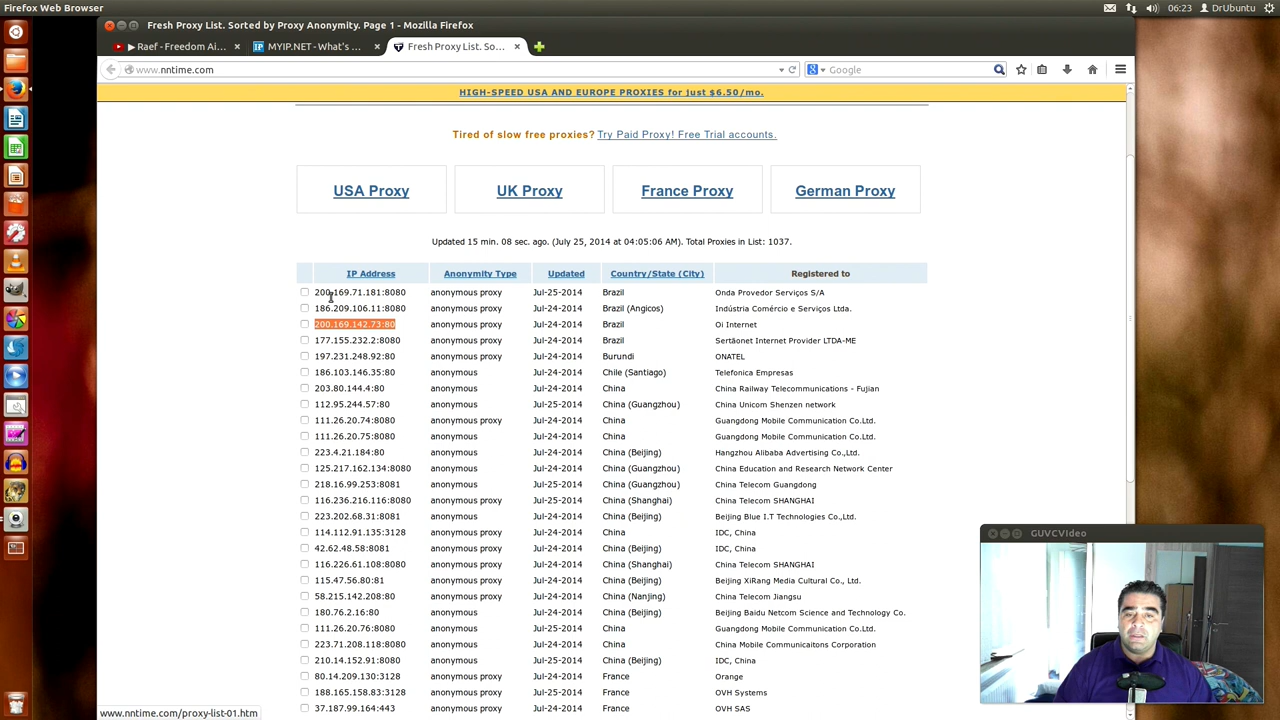 Firefox Web Browser
06:23 DrUbuntu
Fresh Proxy List. Sorted by Proxy Anonymity. Page 1 - Mozilla Firefox
▶ Raef - Freedom Ai...
MYIP.NET - What's ...
Fresh Proxy List. So...
www.nntime.com
Google
HIGH-SPEED USA AND EUROPE PROXIES for just $6.50/mo.
Tired of slow free proxies? Try Paid Proxy! Free Trial accounts.
USA Proxy UK Proxy France Proxy German Proxy
Updated 15 min. 08 sec. ago. (July 25, 2014 at 04:05:06 AM). Total Proxies in List: 1037.
IP Address Anonymity Type Updated Country/State (City) Registered to
200.169.71.181:8080 anonymous proxy Jul-25-2014 Brazil Onda Provedor Serviços S/A
186.209.106.11:8080 anonymous proxy Jul-24-2014 Brazil (Angicos) Indústria Comércio e Serviços Ltda.
200.169.142.73:80 anonymous proxy Jul-24-2014 Brazil Oi Internet
177.155.232.2:8080 anonymous proxy Jul-24-2014 Brazil Sertãonet Internet Provider LTDA-ME
197.231.248.92:80 anonymous proxy Jul-24-2014 Burundi ONATEL
186.103.146.35:80 anonymous Jul-24-2014 Chile (Santiago) Telefonica Empresas
203.80.144.4:80 anonymous proxy Jul-24-2014 China China Railway Telecommunications - Fujian
112.95.244.57:80 anonymous Jul-24-2014 China (Guangzhou) China Unicom Shenzen network
111.26.20.74:8080 anonymous proxy Jul-24-2014 China Guangdong Mobile Communication Co.Ltd.
111.26.20.75:8080 anonymous Jul-24-2014 China Guangdong Mobile Communication Co.Ltd.
223.4.21.184:80 anonymous Jul-24-2014 China (Beijing) Hangzhou Alibaba Advertising Co.,Ltd.
125.217.162.134:8080 anonymous Jul-24-2014 China (Guangzhou) China Education and Research Network Center
218.16.99.253:8081 anonymous Jul-25-2014 China (Guangzhou) China Telecom Guangdong
116.236.216.116:8080 anonymous proxy Jul-24-2014 China (Shanghai) China Telecom SHANGHAI
223.202.68.31:8081 anonymous Jul-24-2014 China (Beijing) Beijing Blue I.T Technologies Co.,Ltd.
114.112.91.135:3128 anonymous proxy Jul-24-2014 China IDC, China
42.62.48.58:8081 anonymous proxy Jul-24-2014 China (Beijing) IDC, China
116.226.61.108:8080 anonymous proxy Jul-24-2014 China (Shanghai) China Telecom SHANGHAI
115.47.56.80:81 anonymous proxy Jul-24-2014 China (Beijing) Beijing XiRang Media Cultural Co., Ltd.
58.215.142.208:80 anonymous proxy Jul-24-2014 China (Nanjing) China Telecom Jiangsu
180.76.2.16:80 anonymous Jul-24-2014 China (Beijing) Beijing Baidu Netcom Science and Technology Co.
111.26.20.76:8080 anonymous Jul-24-2014 China Guangdong Mobile Communication Co.Ltd.
223.71.208.118:8080 anonymous Jul-24-2014 China China Mobile Communicaitons Corporation
210.14.152.91:8080 anonymous Jul-25-2014 China (Beijing) IDC, China
80.14.209.130:3128 anonymous proxy Jul-24-2014 France Orange
188.165.158.83:3128 anonymous proxy Jul-25-2014 France OVH Systems
37.187.99.164:443 anonymous proxy Jul-24-2014 France OVH SAS
GUVCVideo
www.nntime.com/proxy-list-01.htm